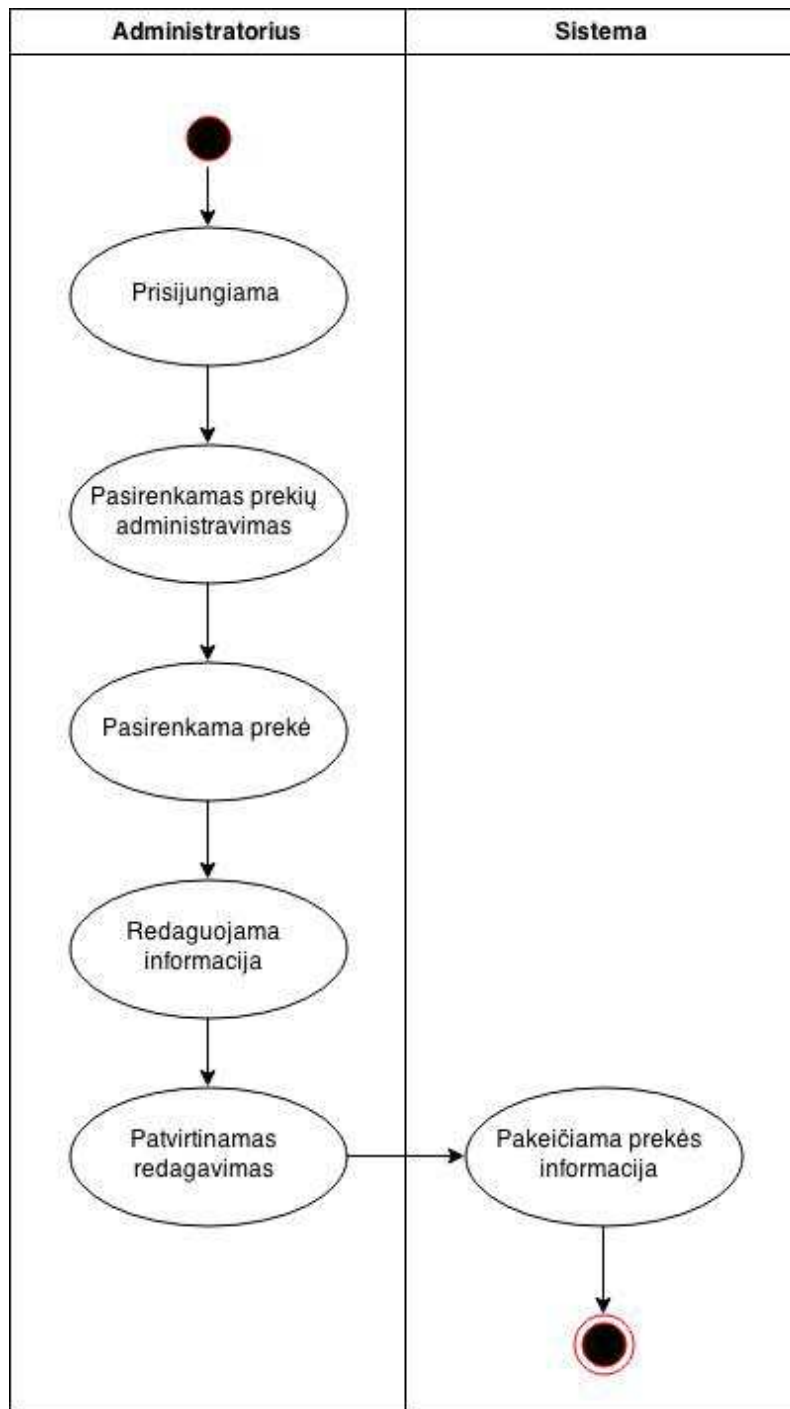 Administratorius
Sistema
Prisijungiama
Pasirenkamas prekių
administravimas
Pasirenkama prekė
Redaguojama
informacija
Patvirtinamas
redagavimas
Pakeičiama prekės
informacija